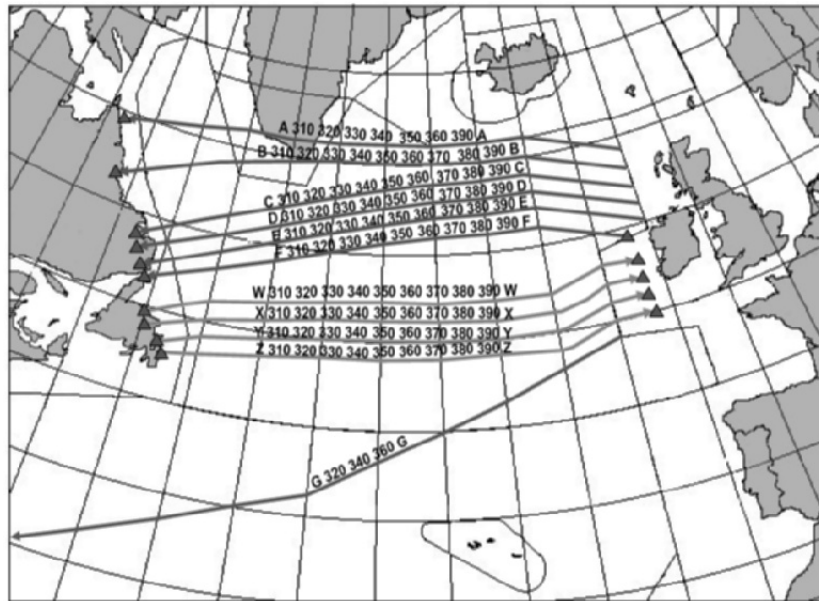 A 310 320 330 340 350 360 390 A
B 310 320 330 340 350 360 370 380 390 B
C 310 320 330 340 350 360 370 380 390 C
D 310 320 330 340 350 360 370 380 390 D
E 310 320 330 340 350 360 370 380 390 E
F 310 320 330 340 350 360 370 380 390 F
W 310 320 330 340 350 360 370 380 390 W
X 310 320 330 340 350 360 370 380 390 X
Y 310 320 330 340 350 360 370 380 390 Y
Z 310 320 330 340 350 360 370 380 390 Z
G 320 340 360 G